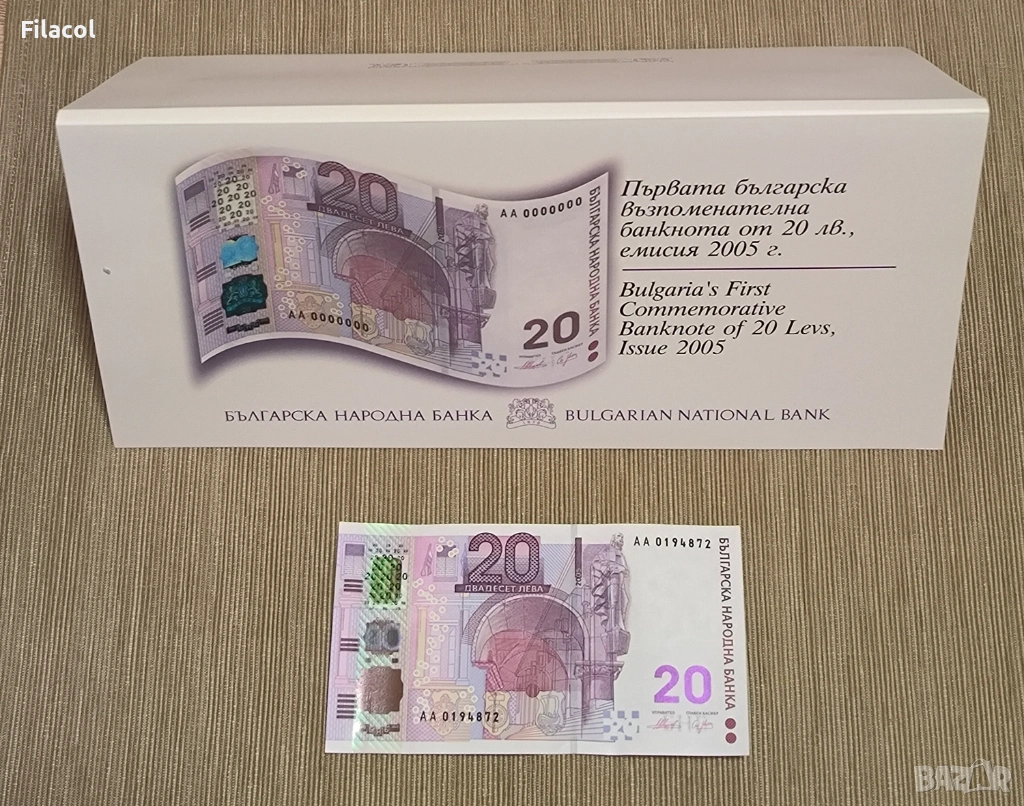 Filacol
20
ДВАДЕСЕТ ЛЕВА
АА 0000000
БЪЛГАРСКА НАРОДНА БАНКА
АА 0000000
20
Първата българска
възпоменателна
банкнота от 20 лв.,
емисия 2005 г.
Bulgaria's First
Commemorative
Banknote of 20 Levs,
Issue 2005
БЪЛГАРСКА НАРОДНА БАНКА BULGARIAN NATIONAL BANK
20
ДВАДЕСЕТ ЛЕВА
АА 0194872
БЪЛГАРСКА НАРОДНА БАНКА
20
АА 0194872
BAZAR